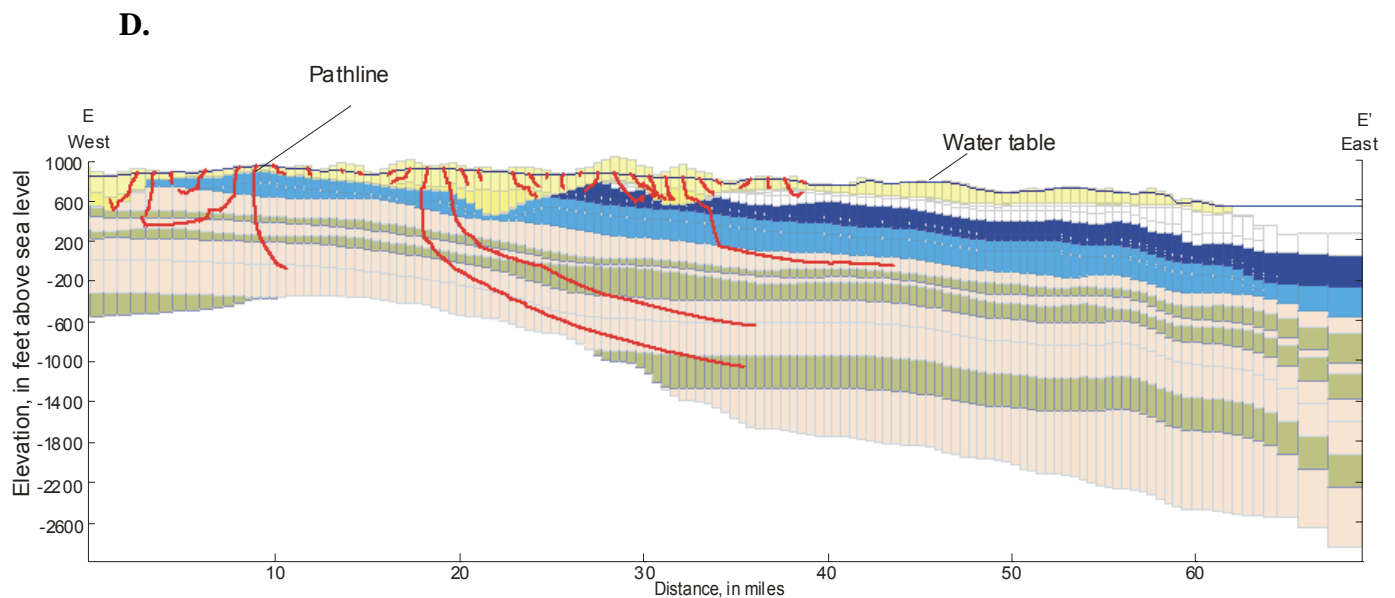 D.
Pathline
E
West
Water table
E'
East
Elevation, in feet above sea level
1000
600
200
-200
-600
-1000
-1400
-1800
-2200
-2600
10
20
30
40
50
60
Distance, in miles